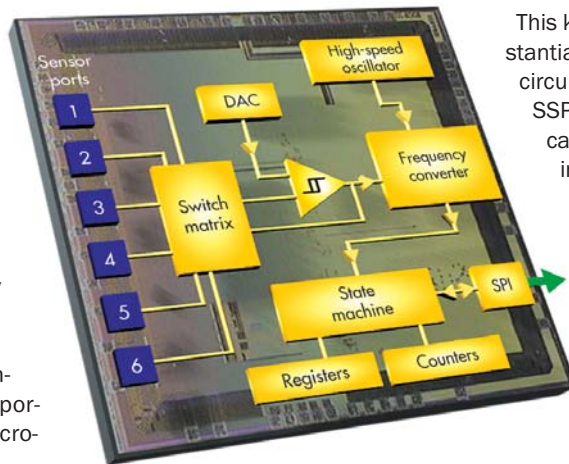 This k
stantia
circu
SSP
ca
in
Sensor
ports
1
2
3
4
5
6
Switch
matrix
DAC
High-speed
oscillator
Frequency
converter
State
machine
SPI
Registers
Counters
n-
por-
cro-